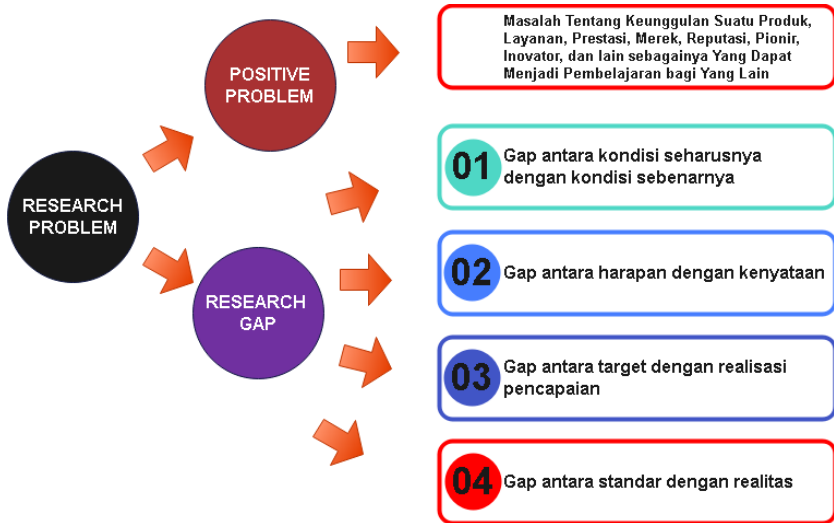 RESEARCH
PROBLEM
POSITIVE
PROBLEM
Masalah Tentang Keunggulan Suatu Produk,
Layanan, Prestasi, Merek, Reputasi, Pionir,
Inovator, dan lain sebagainya Yang Dapat
Menjadi Pembelajaran bagi Yang Lain
RESEARCH
GAP
01
Gap antara kondisi seharusnya
dengan kondisi sebenarnya
02
Gap antara harapan dengan kenyataan
03
Gap antara target dengan realisasi
pencapaian
04
Gap antara standar dengan realitas